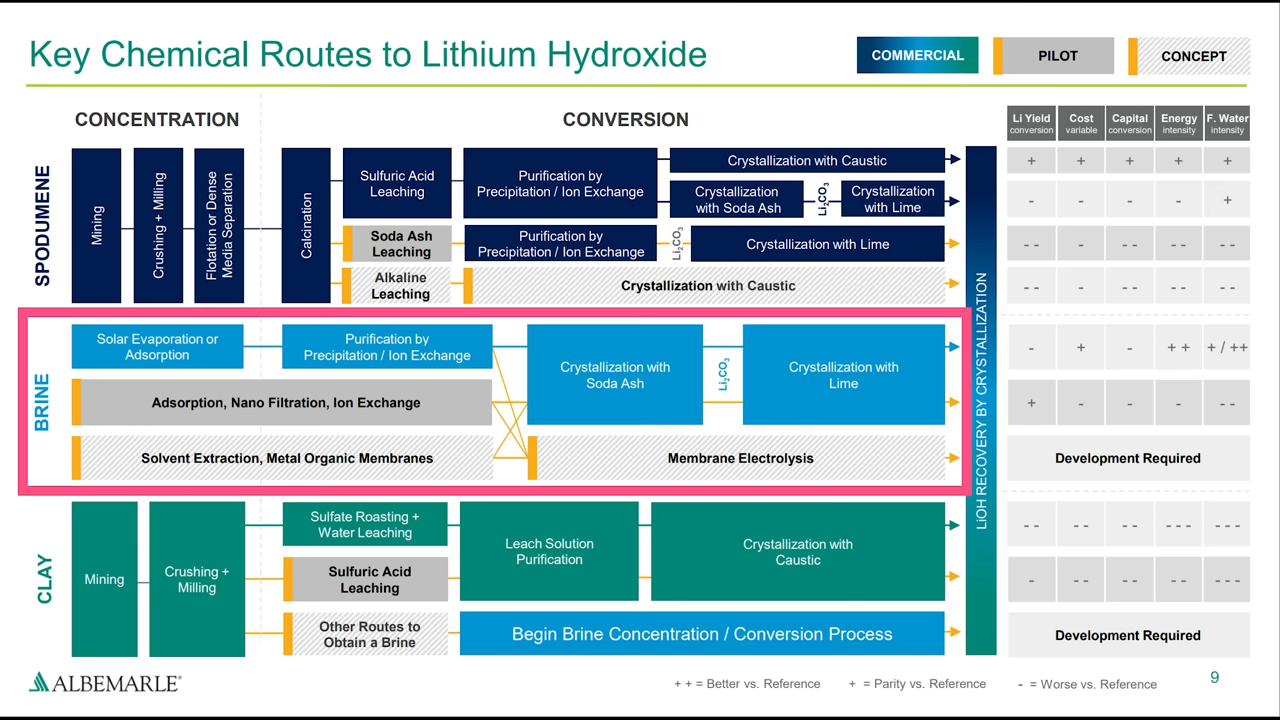 Key Chemical Routes to Lithium Hydroxide
COMMERCIAL
PILOT
CONCEPT
CONCENTRATION
CONVERSION
Li Yield
conversion
Cost
variable
Capital
conversion
Energy
intensity
F. Water
intensity
SPODUMENE
Mining
Crushing + Milling
Flotation or Dense
Media Separation
Calcination
Sulfuric Acid
Leaching
Purification by
Precipitation / Ion Exchange
Crystallization with Caustic
+ + + + +
Crystallization
with Soda Ash
Li₂CO₃
Crystallization
with Lime
- - - - +
Soda Ash
Leaching
Purification by
Precipitation / Ion Exchange
Li₂CO₃
Crystallization with Lime
- - - - - - - - -
Alkaline
Leaching
Crystallization with Caustic
- - - - - - - - -
BRINE
Solar Evaporation or
Adsorption
Purification by
Precipitation / Ion Exchange
Crystallization with
Soda Ash
Li₂CO₃
Crystallization with
Lime
- + - + + + / ++
Adsorption, Nano Filtration, Ion Exchange
+ - - - - -
Solvent Extraction, Metal Organic Membranes
Membrane Electrolysis
Development Required
LiOH RECOVERY BY CRYSTALLIZATION
CLAY
Mining
Crushing +
Milling
Sulfate Roasting +
Water Leaching
Leach Solution
Purification
Crystallization with
Caustic
- - - - - - - - - - - -
Sulfuric Acid
Leaching
- - - - - - - - - -
Other Routes to
Obtain a Brine
Begin Brine Concentration / Conversion Process
Development Required
ALBEMARLE®
+ + = Better vs. Reference
+ = Parity vs. Reference
- = Worse vs. Reference
9